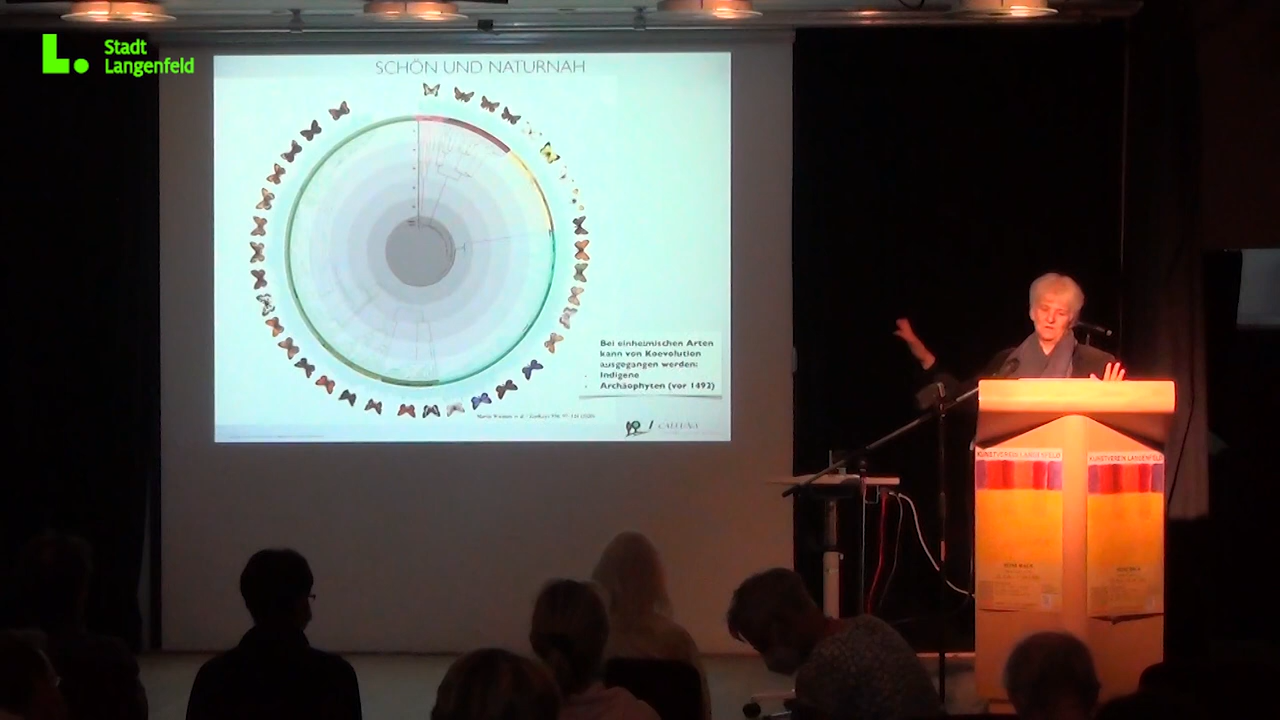 Stadt
Langenfeld
SCHÖN UND NATURNAH
Bei einheimischen Arten
kann von Koevolution
ausgegangen werden:
Indigene
Archäophyten (vor 1492)
CALLUNA
KUNSTVEREIN LANGENFELD
KUNSTVEREIN LANGENFELD